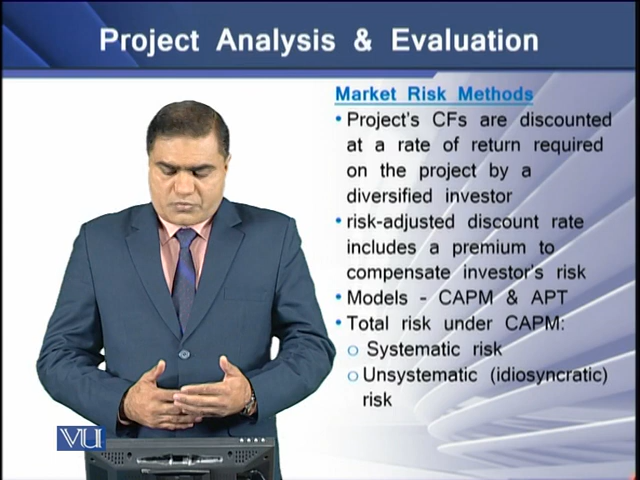 Project Analysis & Evaluation
Market Risk Methods
• Project's CFs are discounted
at a rate of return required
on the project by a
diversified investor
• risk-adjusted discount rate
includes a premium to
compensate investor's risk
• Models - CAPM & APT
• Total risk under CAPM:
o Systematic risk
o Unsystematic (idiosyncratic)
risk
VU